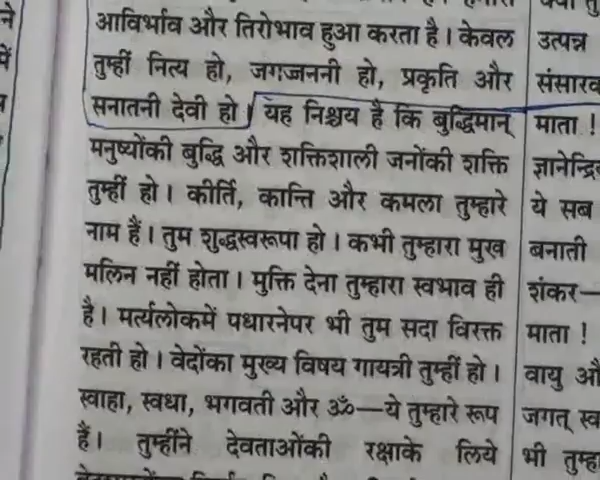 आविर्भाव और तिरोभाव हुआ करता है। केवल
तुम्हीं नित्य हो, जगज्जननी हो, प्रकृति और
सनातनी देवी हो। यह निश्चय है कि बुद्धिमान्
मनुष्योंकी बुद्धि और शक्तिशाली जनोंकी शक्ति
तुम्हीं हो। कीर्ति, कान्ति और कमला तुम्हारे
नाम हैं। तुम शुद्धस्वरूपा हो। कभी तुम्हारा मुख
मलिन नहीं होता। मुक्ति देना तुम्हारा स्वभाव ही
है। मर्त्यलोकमें पधारनेपर भी तुम सदा विरक्त
रहती हो। वेदोंका मुख्य विषय गायत्री तुम्हीं हो।
स्वाहा, स्वधा, भगवती और ॐ—ये तुम्हारे रूप
हैं। तुम्हींने देवताओंकी रक्षाके लिये
उत्पन्न
माता !
ये सब
बनाती
शंकर—
माता !
वायु औ
जगत् स्व
भी तुम्हा